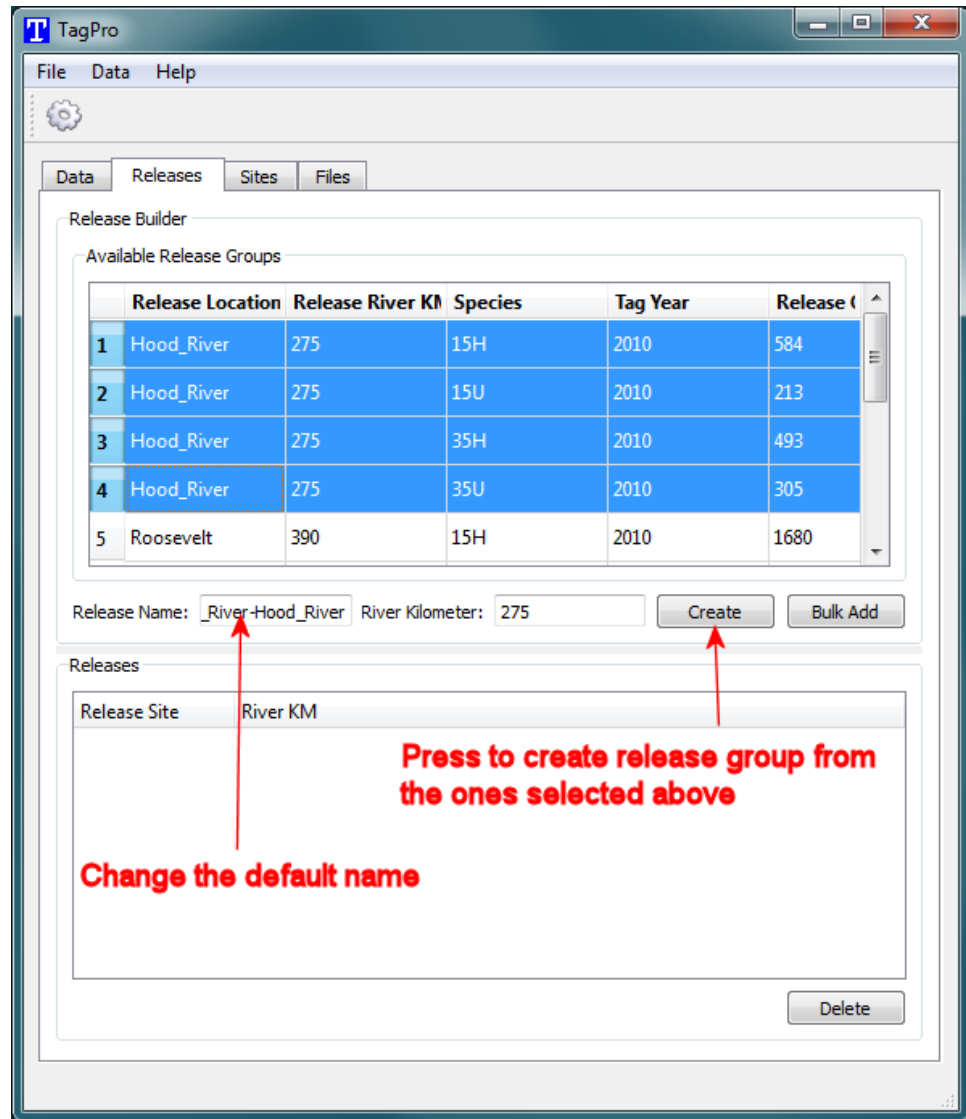 TagPro
File Data Help
Data Releases Sites Files
Release Builder
Available Release Groups
Release Location Release River KM Species Tag Year Release (
1 Hood_River 275 15H 2010 584
2 Hood_River 275 15U 2010 213
3 Hood_River 275 35H 2010 493
4 Hood_River 275 35U 2010 305
5 Roosevelt 390 15H 2010 1680
Release Name: _River-Hood_River River Kilometer: 275 Create Bulk Add
Releases
Release Site River KM
Press to create release group from
the ones selected above
Change the default name
Delete